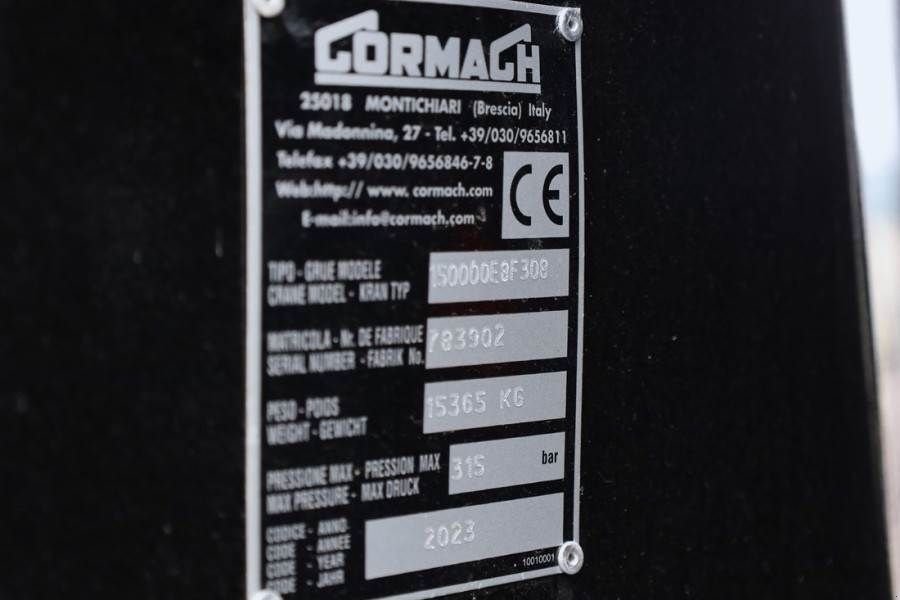 CORMACH
25018 MONTICHIARI (Brescia) Italy
Via Madonnina, 27 - Tel. +39/030/9656811
Telefax +39/030/9656846-7-8
Web:http// www. cormach.com
E-mail:info@cormach.com
CE
TIPO - GRUE MODELE
CRANE MODEL - KRAN TYP
150000E8F308
MATRICOLA - Nr. DE FABRIQUE
SERIAL NUMBER - FABRIK No.
783902
PESO - POIDS
WEIGHT - GEWICHT
15365 KG
PRESSIONE MAX - PRESSION MAX
MAX PRESSURE - MAX DRUCK
315 bar
CODICE - ANNO
CODE - ANNEE
CODE - YEAR
CODE - JAHR
2023
10010001